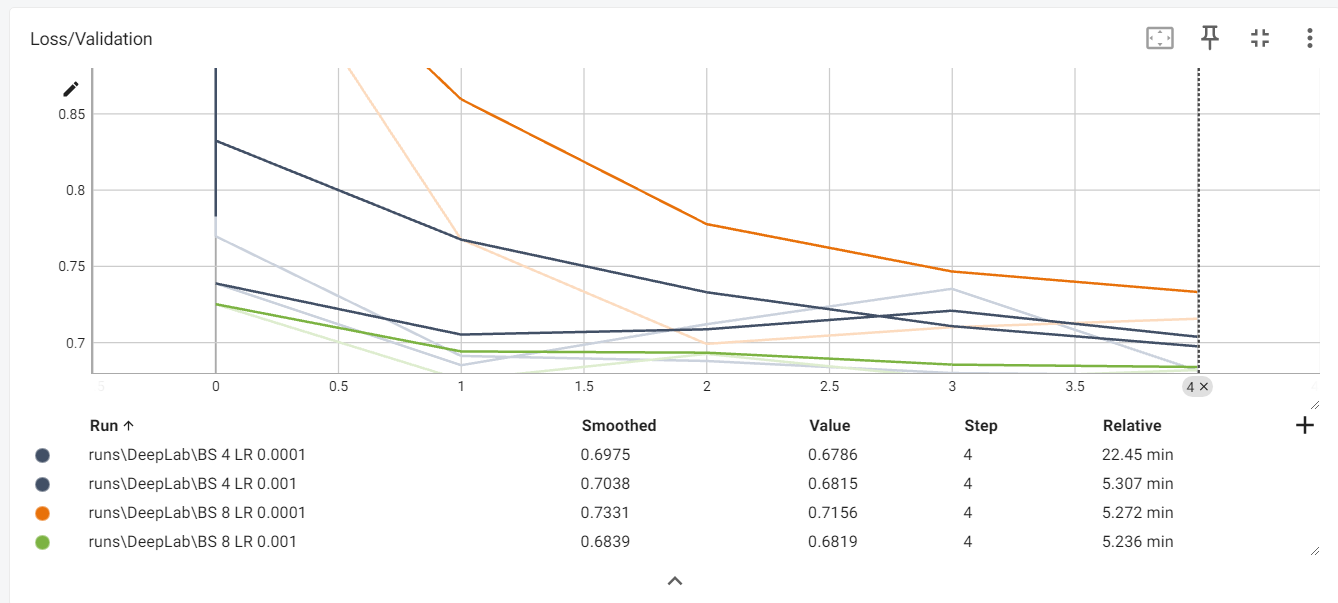 Loss/Validation
0.85
0.8
0.75
0.7
5 0 0.5 1 1.5 2 2.5 3 3.5 4 ×
Run ↑ Smoothed Value Step Relative
runs\DeepLab\BS 4 LR 0.0001 0.6975 0.6786 4 22.45 min
runs\DeepLab\BS 4 LR 0.001 0.7038 0.6815 4 5.307 min
runs\DeepLab\BS 8 LR 0.0001 0.7331 0.7156 4 5.272 min
runs\DeepLab\BS 8 LR 0.001 0.6839 0.6819 4 5.236 min